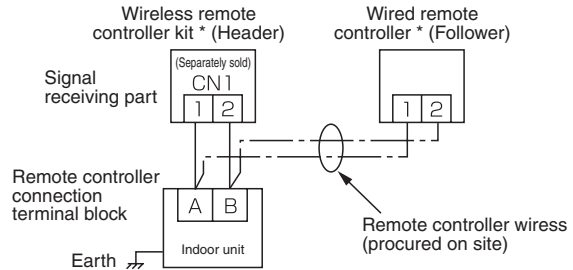 Wireless remote
controller kit * (Header)
Wired remote
controller * (Follower)
(Separately sold)
CN1
Signal
receiving part
1 2
1 2
Remote controller
connection
terminal block
A B
Indoor unit
Earth
Remote controller wiress
(procured on site)